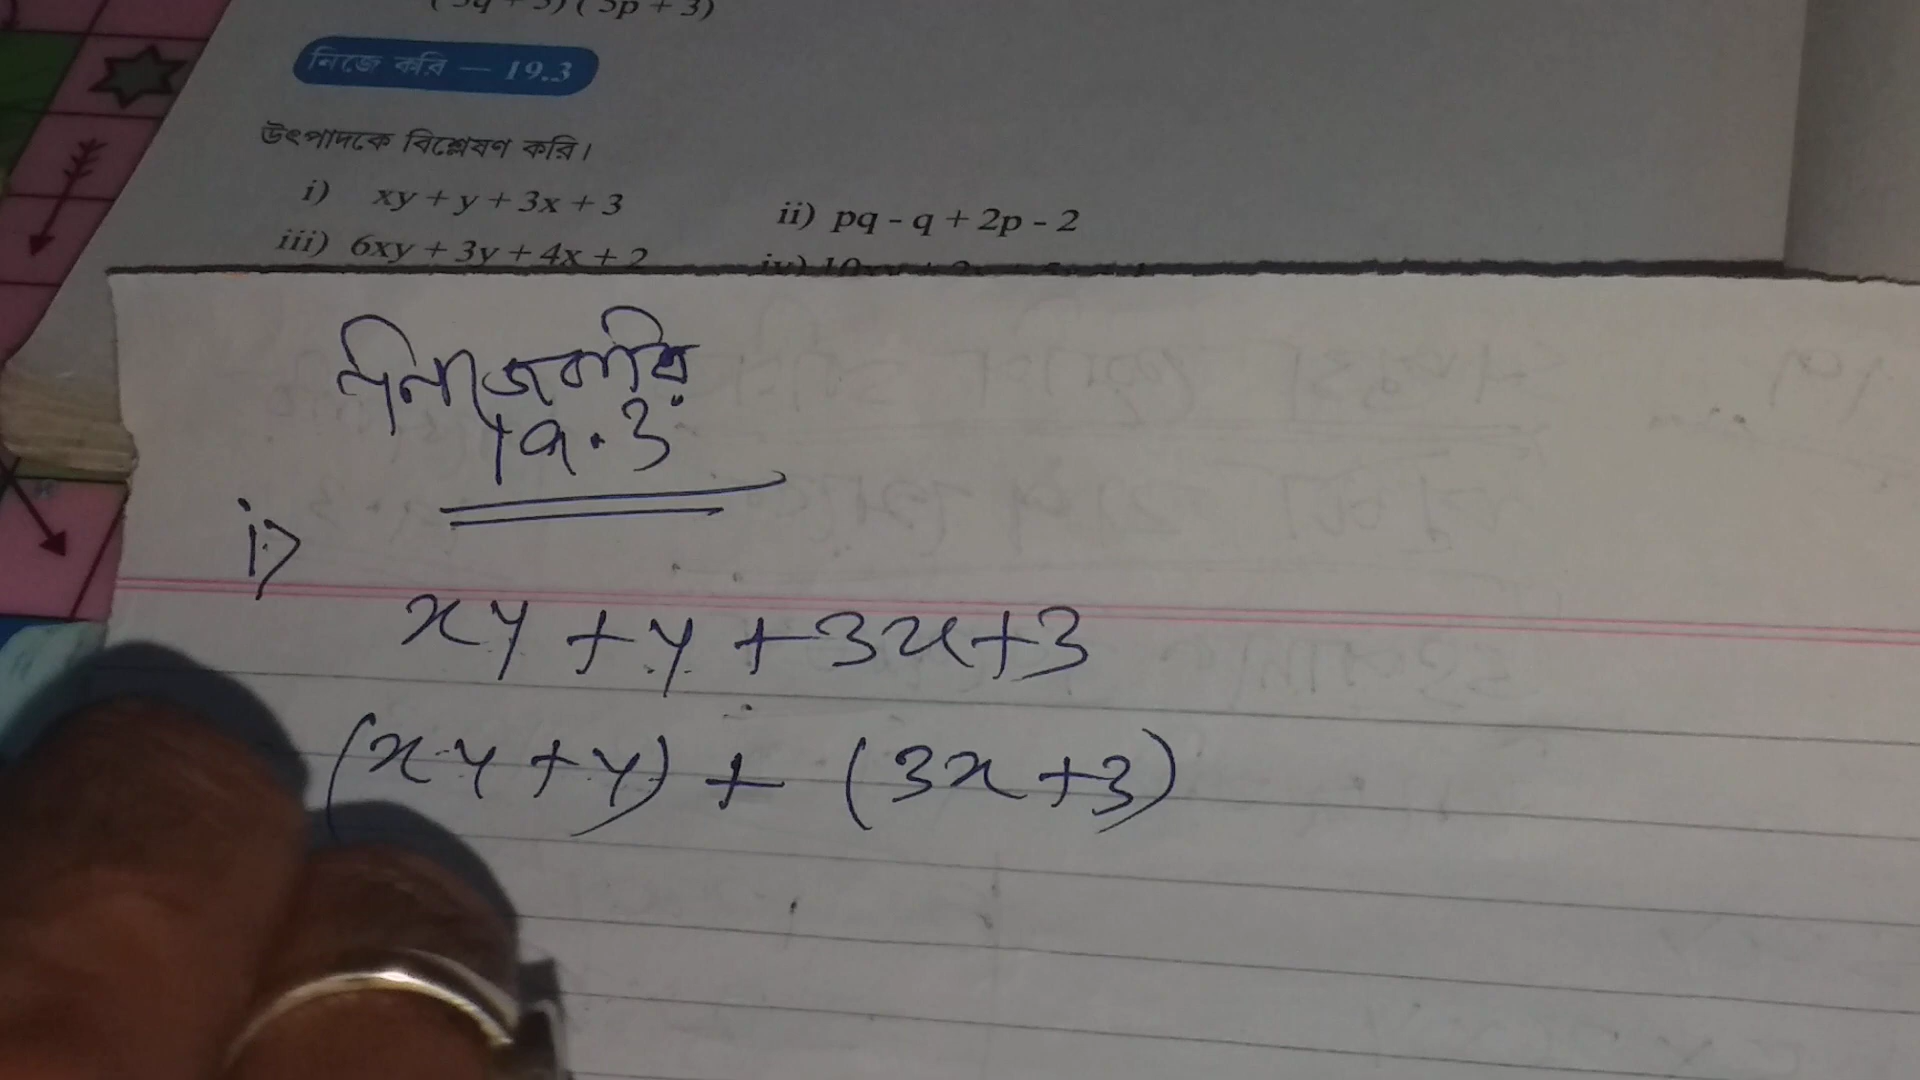 নিজে করি — 19.3
উৎপাদকে বিশ্লেষণ করি।
i) xy + y + 3x + 3
ii) pq - q + 2p - 2
iii) 6xy + 3y + 4x + 2
নিজে করি
19.3
i>
xy + y + 3x + 3
(xy + y) + (3x + 3)